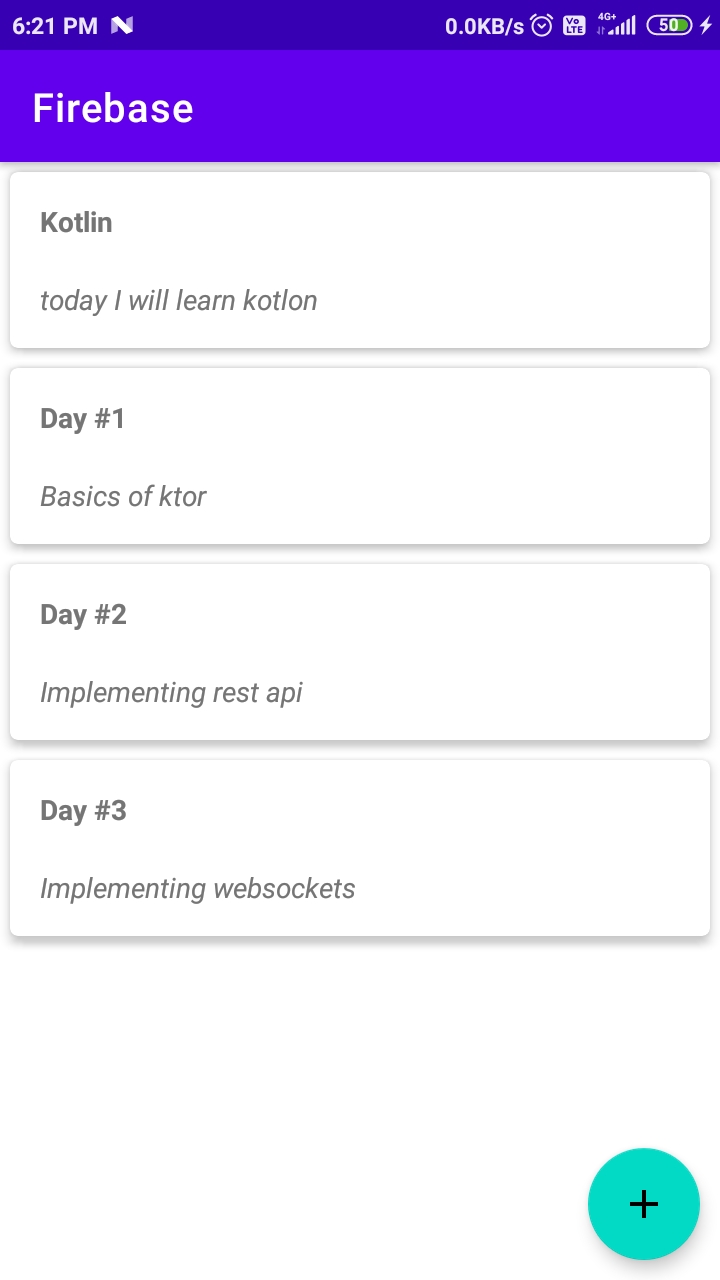 6:21 PM 0.0KB/s Vo LTE 4G+ 50
Firebase
Kotlin
today I will learn kotlon
Day #1
Basics of ktor
Day #2
Implementing rest api
Day #3
Implementing websockets